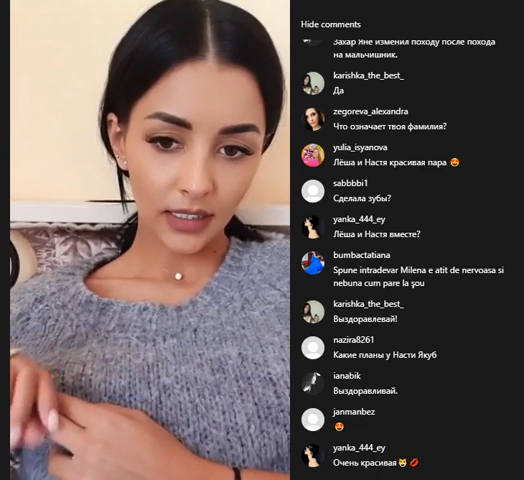 Hide comments
Захар Яне изменил походу после похода
на мальчишник.
karishka_the_best_
Да
zegoreva_alexandra
Что означает твоя фамилия?
yulia_isyanova
Лёша и Настя красивая пара 😍
sabbbbi1
Сделала зубы?
yanka_444_ey
Лёша и Настя вместе?
bumbactatiana
Spune intradevar Milena e atit de nervoasa si
nebuna cum pare la şou
karishka_the_best_
Выздоравлевай!
nazira8261
Какие планы у Насти Якуб
ianabik
Выздоравливай.
janmanbez
😍
yanka_444_ey
Очень красивая😻💋